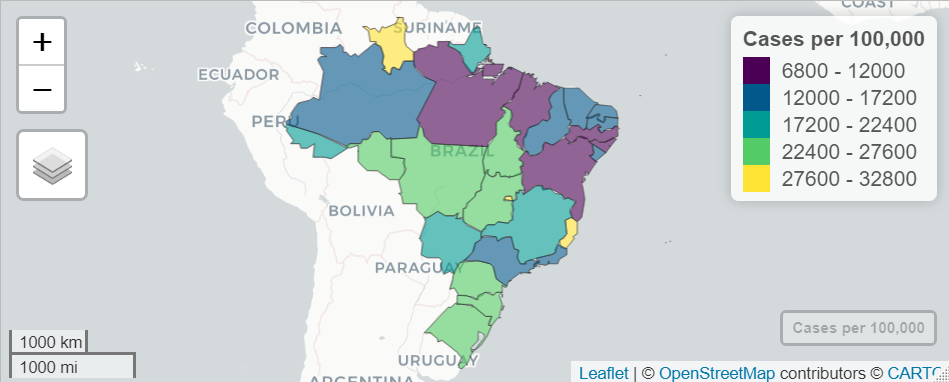 COAST
COLOMBIA
SURINAME
ECUADOR
PERU
BRAZIL
BOLIVIA
PARAGUAY
URUGUAY
ARGENTINA
+
−
Cases per 100,000
6800 - 12000
12000 - 17200
17200 - 22400
22400 - 27600
27600 - 32800
Cases per 100,000
1000 km
1000 mi
Leaflet | © OpenStreetMap contributors © CARTO